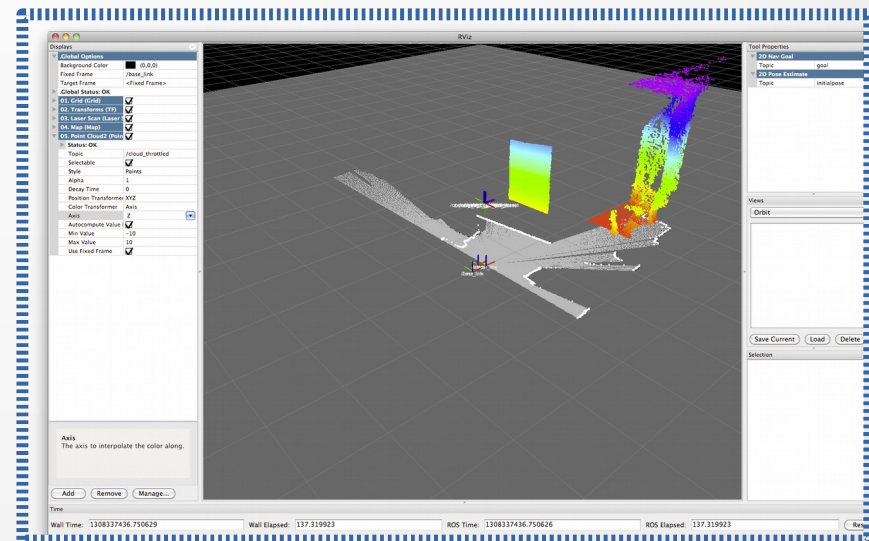 RViz
Displays
.Global Options
Background Color (0,0,0)
Fixed Frame /base_link
Target Frame <Fixed Frame>
.Global Status: OK
01. Grid (Grid)
02. Transforms (TF)
03. Laser Scan (Laser S
04. Map (Map)
05. Point Cloud2 (Poin
Status: OK
Topic /cloud_throttled
Selectable
Style Points
Alpha 1
Decay Time 0
Position Transformer XYZ
Color Transformer Axis
Axis Z
Autocompute Value
Min Value -10
Max Value 10
Use Fixed Frame
Axis
The axis to interpolate the color along.
Add Remove Manage...
Tool Properties
2D Nav Goal
Topic goal
2D Pose Estimate
Topic initialpose
Views
Orbit
Save Current Load Delete
Selection
Time
Wall Time: 1308337436.750629 Wall Elapsed: 137.319923 ROS Time: 1308337436.750626 ROS Elapsed: 137.319923 Res